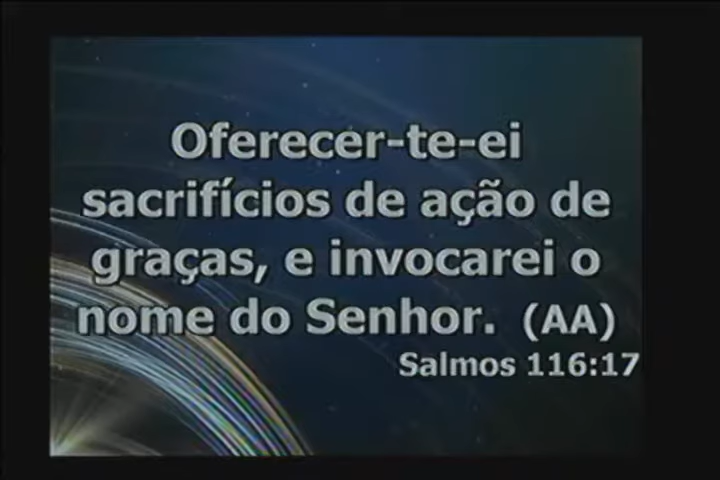 Oferecer-te-ei
sacrifícios de ação de
graças, e invocarei o
nome do Senhor. (AA)
Salmos 116:17